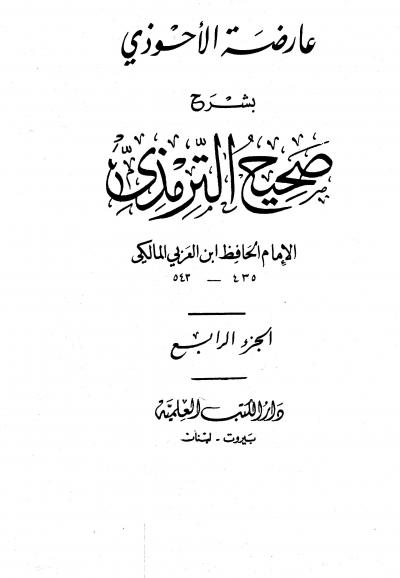 عارضة الأحوذي
بشرح
صحيح الترمذي
الإمام الحافظ ابن العربي المالكي
٤٣٥ — ٥٤٣
الجزء الرابع
دار الكتب العلمية
بيروت - لبنان